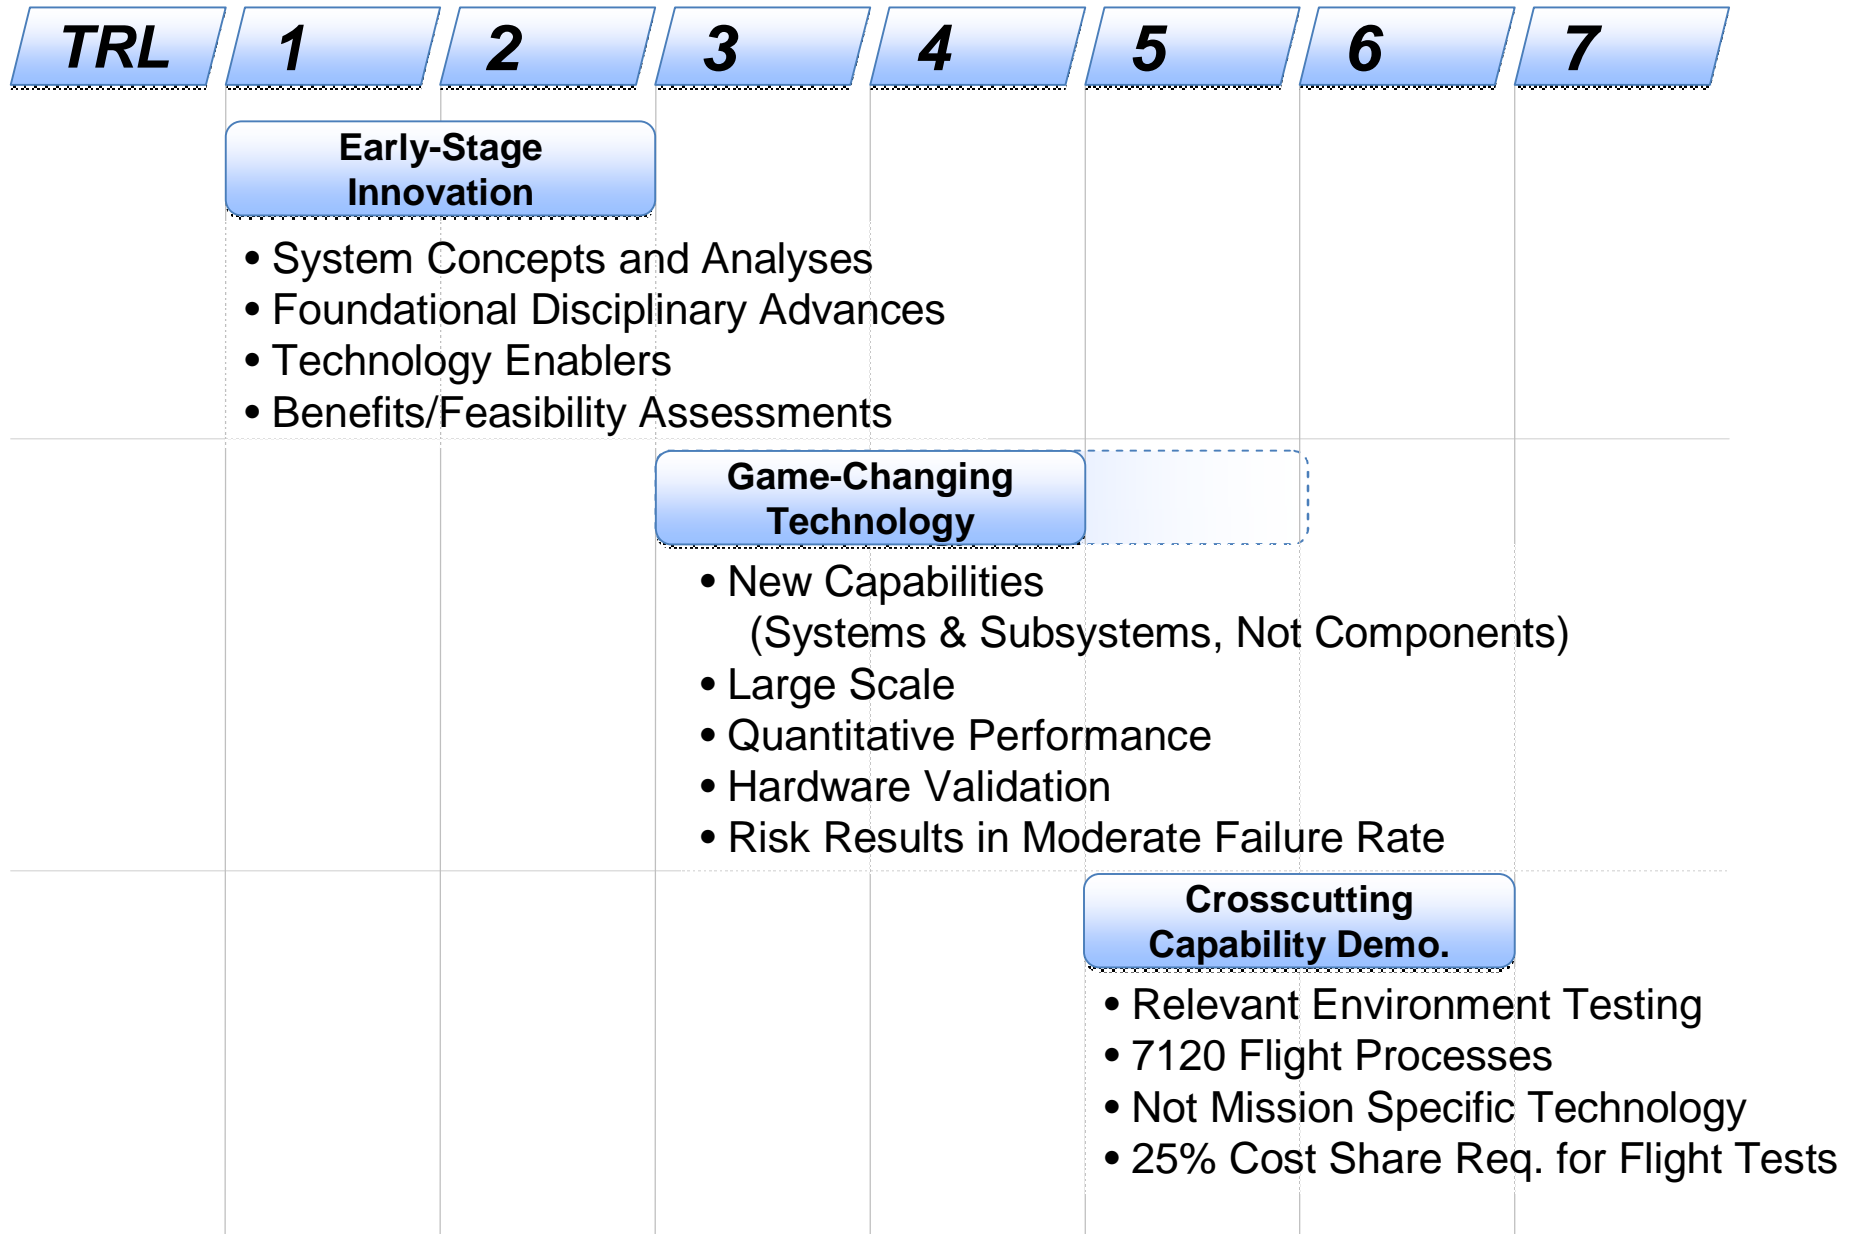 TRL 1 2 3 4 5 6 7
Early-Stage
Innovation
• System Concepts and Analyses
• Foundational Disciplinary Advances
• Technology Enablers
• Benefits/Feasibility Assessments
Game-Changing
Technology
• New Capabilities
(Systems & Subsystems, Not Components)
• Large Scale
• Quantitative Performance
• Hardware Validation
• Risk Results in Moderate Failure Rate
Crosscutting
Capability Demo.
• Relevant Environment Testing
• 7120 Flight Processes
• Not Mission Specific Technology
• 25% Cost Share Req. for Flight Tests